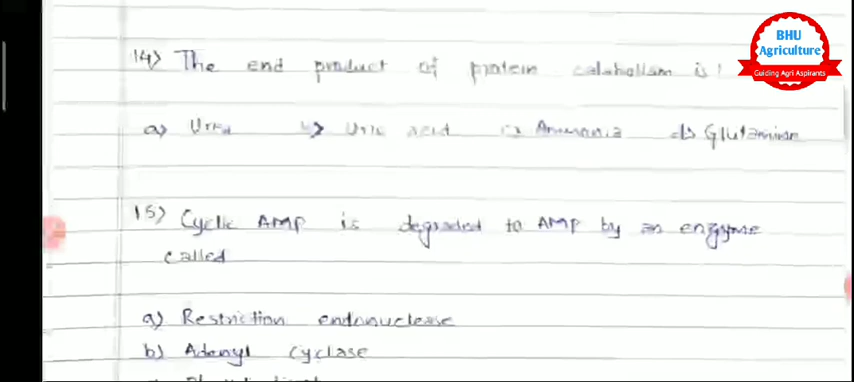 BHU
Agriculture
Guiding Agri Aspirants
14) The end product of protein catabolism is!
a) Urea b) Uric acid c) Ammonia d) Glutamine
15) Cyclic AMP is degraded to AMP by an enzyme
called
a) Restriction endonuclease
b) Adenyl cyclase